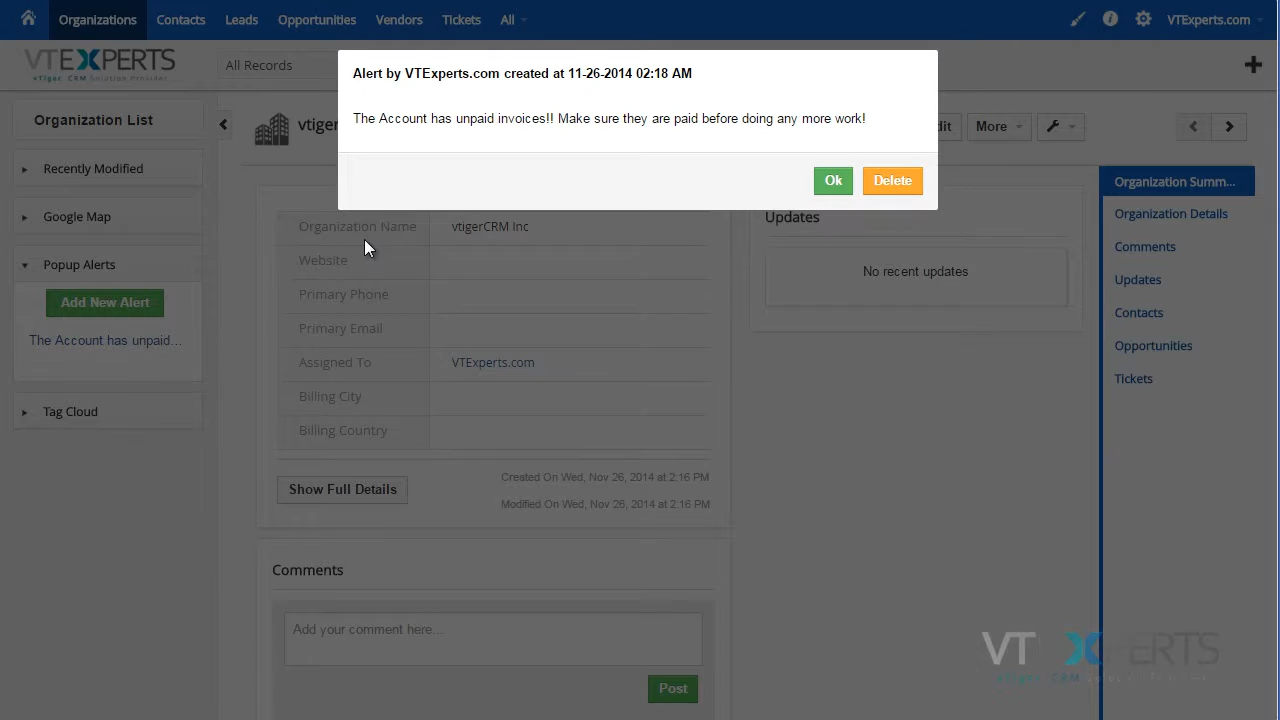 Organizations
Contacts
Leads
Opportunities
Vendors
Tickets
All
VTExperts.com
VTEXPERTS
vTiger CRM Solution Provider
All Records
Alert by VTExperts.com created at 11-26-2014 02:18 AM
The Account has unpaid invoices!! Make sure they are paid before doing any more work!
Ok
Delete
Organization List
vtiger
dit
More
Recently Modified
Google Map
Popup Alerts
Add New Alert
The Account has unpaid...
Tag Cloud
Organization Name
vtigerCRM Inc
Website
Primary Phone
Primary Email
Assigned To
VTExperts.com
Billing City
Billing Country
Show Full Details
Created On Wed, Nov 26, 2014 at 2:16 PM
Modified On Wed, Nov 26, 2014 at 2:16 PM
Updates
No recent updates
Organization Summ...
Organization Details
Comments
Updates
Contacts
Opportunities
Tickets
Comments
Add your comment here...
Post
VTEXPERTS